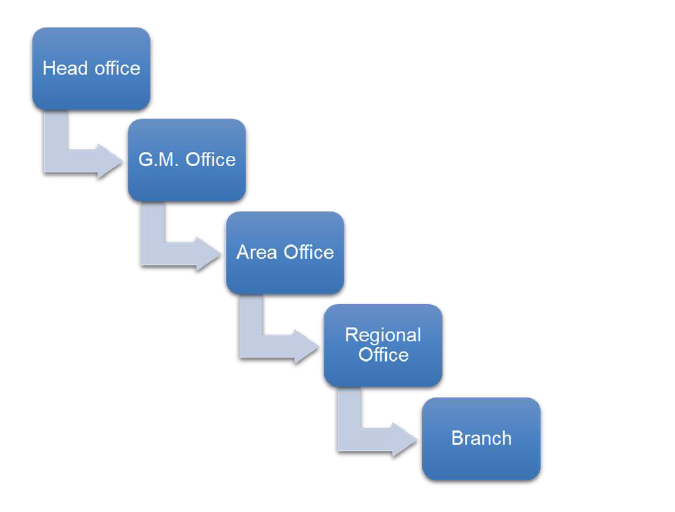 Head office
G.M. Office
Area Office
Regional
Office
Branch